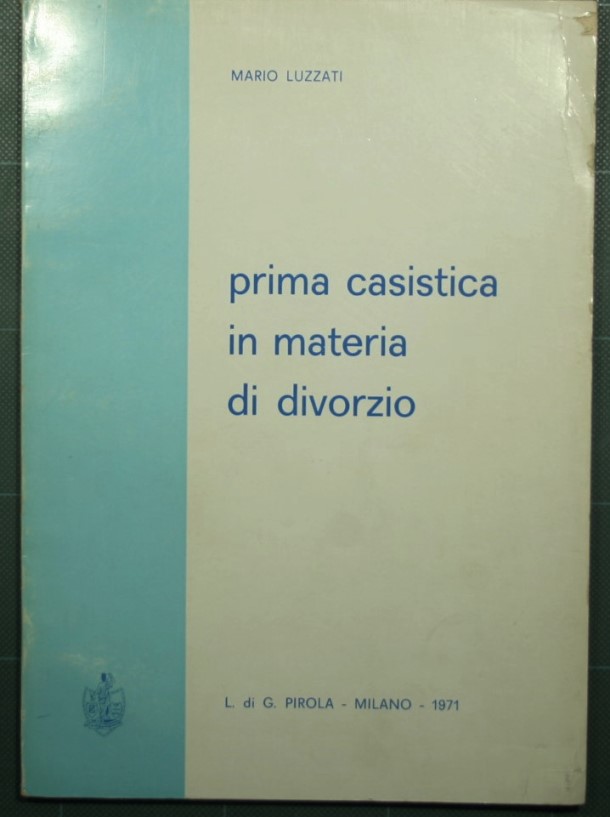 MARIO LUZZATI
prima casistica
in materia
di divorzio
L. di G. PIROLA - MILANO - 1971